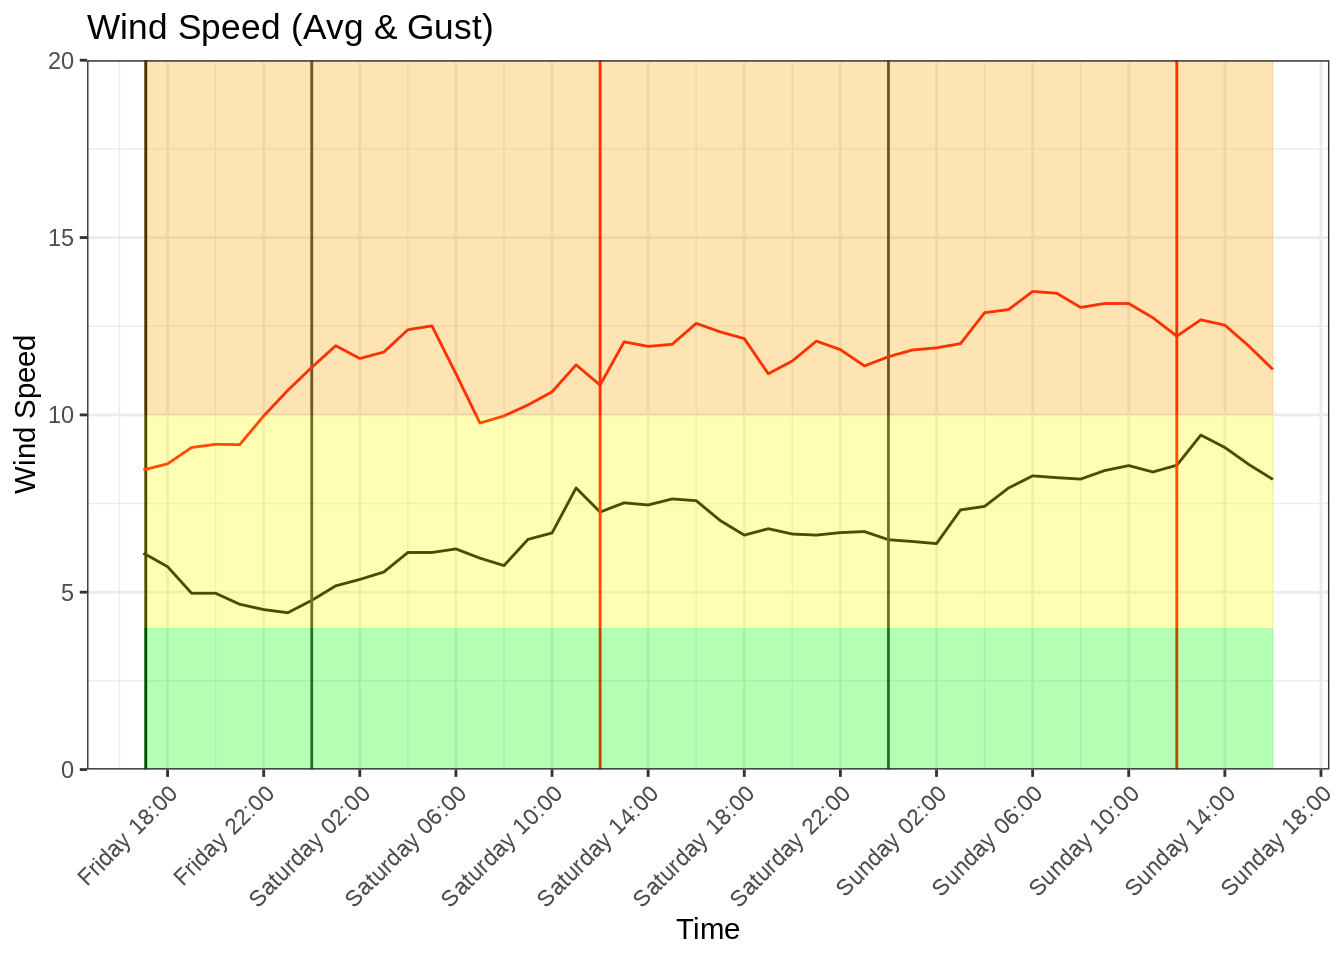 Wind Speed (Avg & Gust)
Wind Speed
20
15
10
5
0
Friday 18:00
Friday 22:00
Saturday 02:00
Saturday 06:00
Saturday 10:00
Saturday 14:00
Saturday 18:00
Saturday 22:00
Sunday 02:00
Sunday 06:00
Sunday 10:00
Sunday 14:00
Sunday 18:00
Time